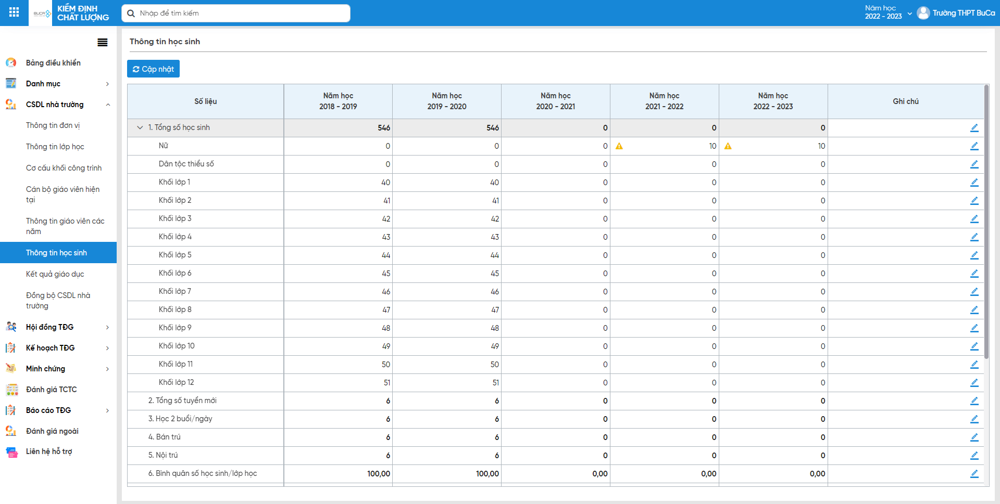 BUCA
KIỂM ĐỊNH
CHẤT LƯỢNG
Nhập để tìm kiếm
Năm học
2022 - 2023
Trường THPT BuCa
Bảng điều khiển
Danh mục
CSDL nhà trường
Thông tin đơn vị
Thông tin lớp học
Cơ cấu khối công trình
Cán bộ giáo viên hiện
tại
Thông tin giáo viên các
năm
Thông tin học sinh
Kết quả giáo dục
Đồng bộ CSDL nhà
trường
Hội đồng TĐG
Kế hoạch TĐG
Minh chứng
Đánh giá TCTC
Báo cáo TĐG
Đánh giá ngoài
Liên hệ hỗ trợ
Thông tin học sinh
Cập nhật
Số liệu
Năm học
2018 - 2019
Năm học
2019 - 2020
Năm học
2020 - 2021
Năm học
2021 - 2022
Năm học
2022 - 2023
Ghi chú
1. Tổng số học sinh 546 546 0 0 0
Nữ 0 0 0 10 10
Dân tộc thiểu số 0 0 0 0 0
Khối lớp 1 40 40 0 0 0
Khối lớp 2 41 41 0 0 0
Khối lớp 3 42 42 0 0 0
Khối lớp 4 43 43 0 0 0
Khối lớp 5 44 44 0 0 0
Khối lớp 6 45 45 0 0 0
Khối lớp 7 46 46 0 0 0
Khối lớp 8 47 47 0 0 0
Khối lớp 9 48 48 0 0 0
Khối lớp 10 49 49 0 0 0
Khối lớp 11 50 50 0 0 0
Khối lớp 12 51 51 0 0 0
2. Tổng số tuyển mới 6 6 0 0 0
3. Học 2 buổi/ngày 6 6 0 0 0
4. Bán trú 6 6 0 0 0
5. Nội trú 6 6 0 0 0
6. Bình quân số học sinh/lớp học 100,00 100,00 0,00 0,00 0,00